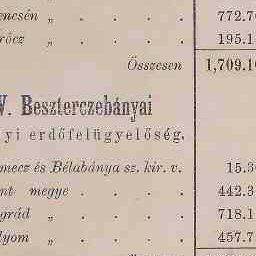 encsén „ . . . . 772.7
rócz „ . . . . 195.1
Összesen 1,709.1
V. Beszterczebányai
yi erdőfelügyelőség.
mecz és Bélabánya sz. kir. v. 15.3
nt megye . . . . 442.3
grád „ . . . . 718.1
lyom „ . . . . 457.7